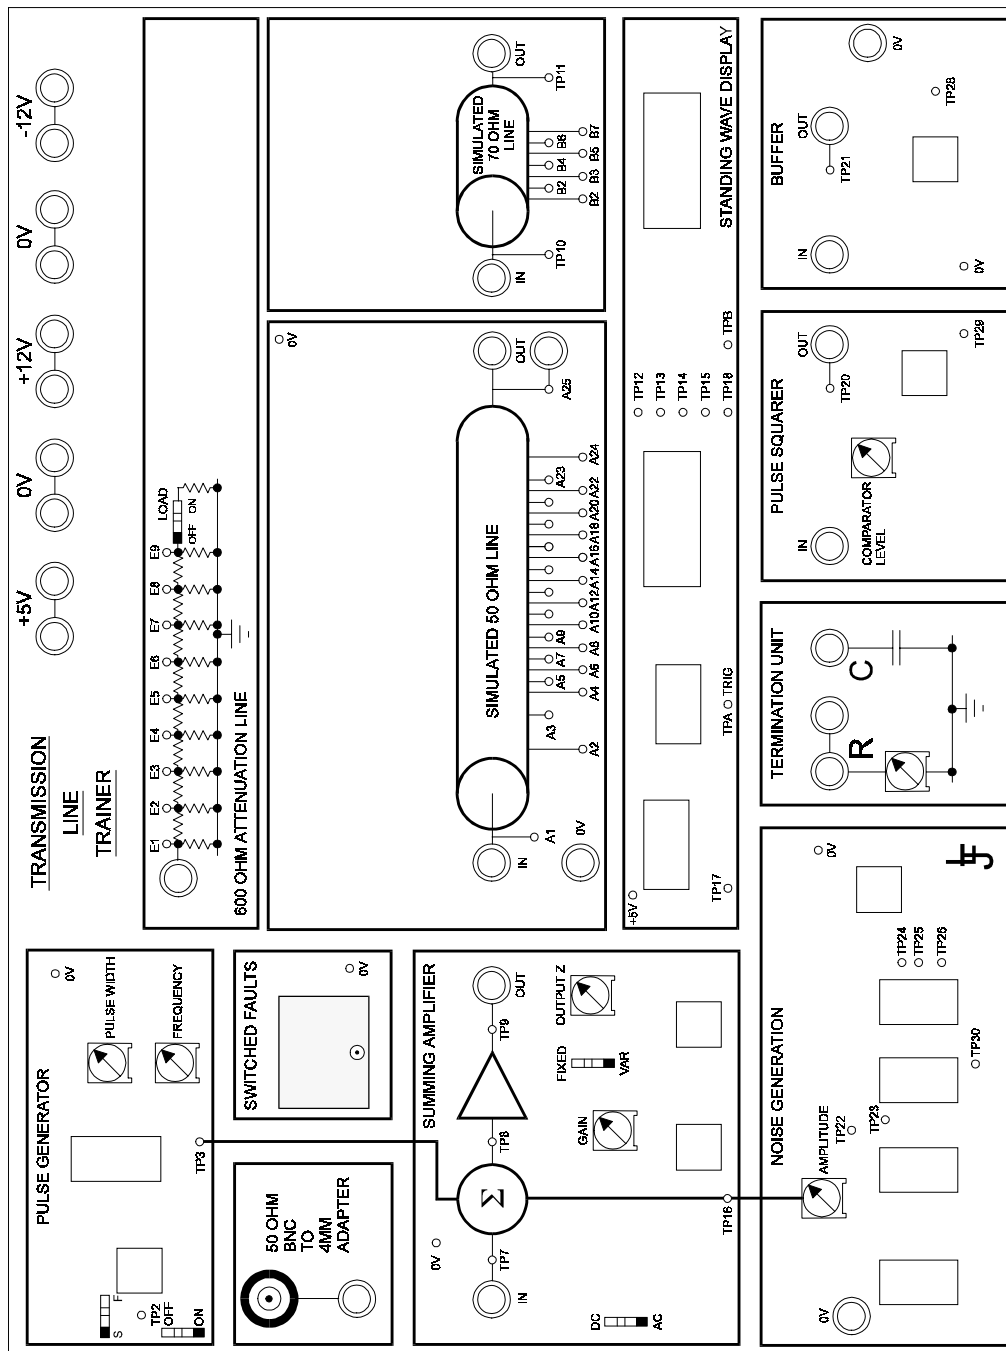 TRANSMISSION
LINE
TRAINER
+5V
0V
+12V
0V
-12V
PULSE GENERATOR
PULSE WIDTH
FREQUENCY
0V
TP3
S
F
TP2
OFF
ON
600 OHM ATTENUATION LINE
E1
E2
E3
E4
E5
E6
E7
E8
E9
LOAD
OFF
ON
50 OHM
BNC
TO
4MM
ADAPTER
SWITCHED FAULTS
0V
SIMULATED 50 OHM LINE
IN
A1
0V
A2
A3
A4
A5
A6
A7
A8
A9
A10
A12
A14
A16
A18
A20
A22
A23
A24
A25
OUT
0V
SIMULATED
70 OHM
LINE
IN
TP10
B2
B2
B3
B4
B5
B6
B7
TP11
OUT
SUMMING AMPLIFIER
0V
IN
TP7
Σ
TP8
TP9
OUT
GAIN
FIXED
VAR
OUTPUT Z
DC
AC
TP16
STANDING WAVE DISPLAY
+5V
TP17
TPA
TRIG
TP12
TP13
TP14
TP15
TP18
TPB
NOISE GENERATION
AMPLITUDE
0V
TP22
TP23
TP24
TP25
TP26
TP30
0V
LJ
TERMINATION UNIT
R
C
PULSE SQUARER
IN
OUT
TP20
COMPARATOR
LEVEL
TP29
BUFFER
IN
OUT
TP21
0V
TP28
0V